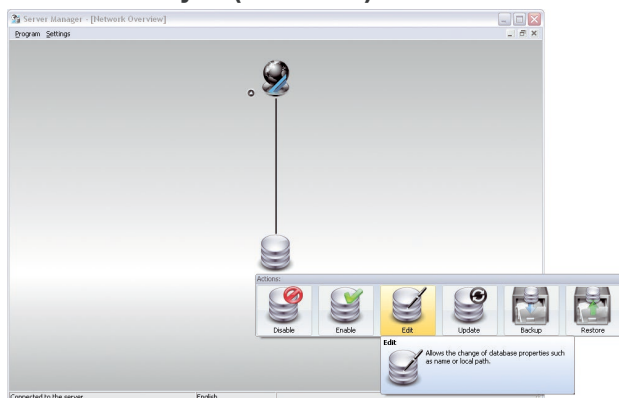 Server Manager - [Network Overview]
Program Settings
Actions:
Disable Enable Edit Update Backup Restore
Edit
Allows the change of database properties such
as name or local path.
Connected to the server English